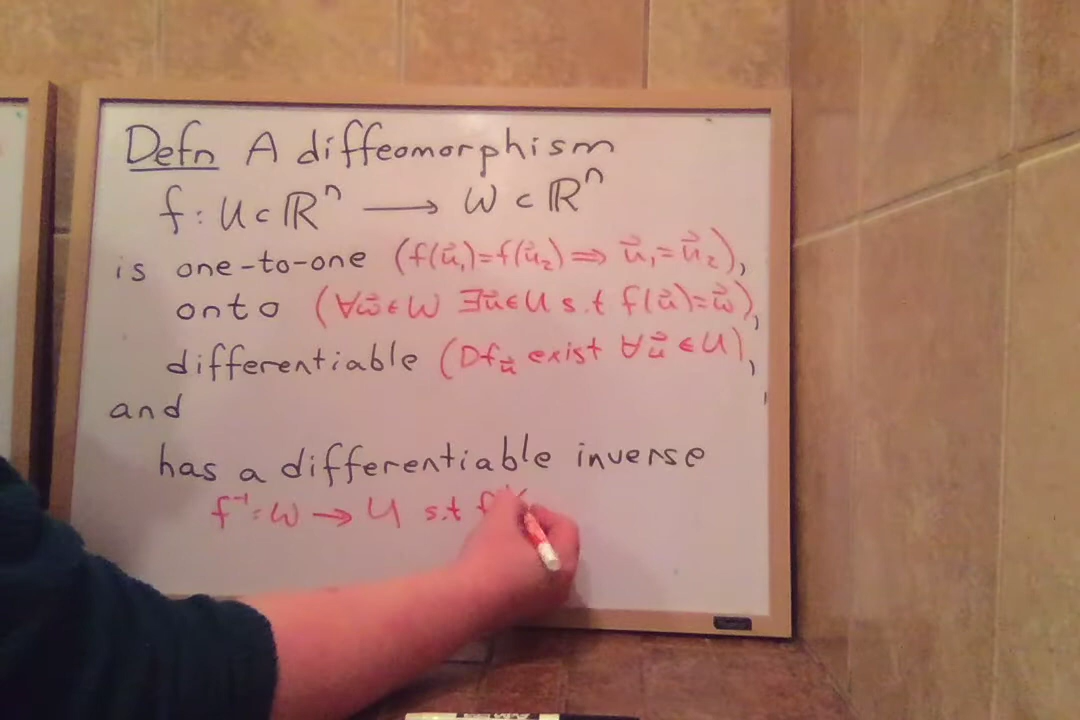 Defn A diffeomorphism
f : U ⊂ ℝⁿ ⟶ W ⊂ ℝⁿ
is one-to-one (f(u⃗₁)=f(u⃗₂) ⟹ u⃗₁=u⃗₂),
onto (∀w⃗ ∈ W ∃u⃗ ∈ U s.t f(u⃗)=w⃗),
differentiable (Df_u⃗ exist ∀u⃗ ∈ U),
and
has a differentiable inverse
f⁻¹: W → U s.t f